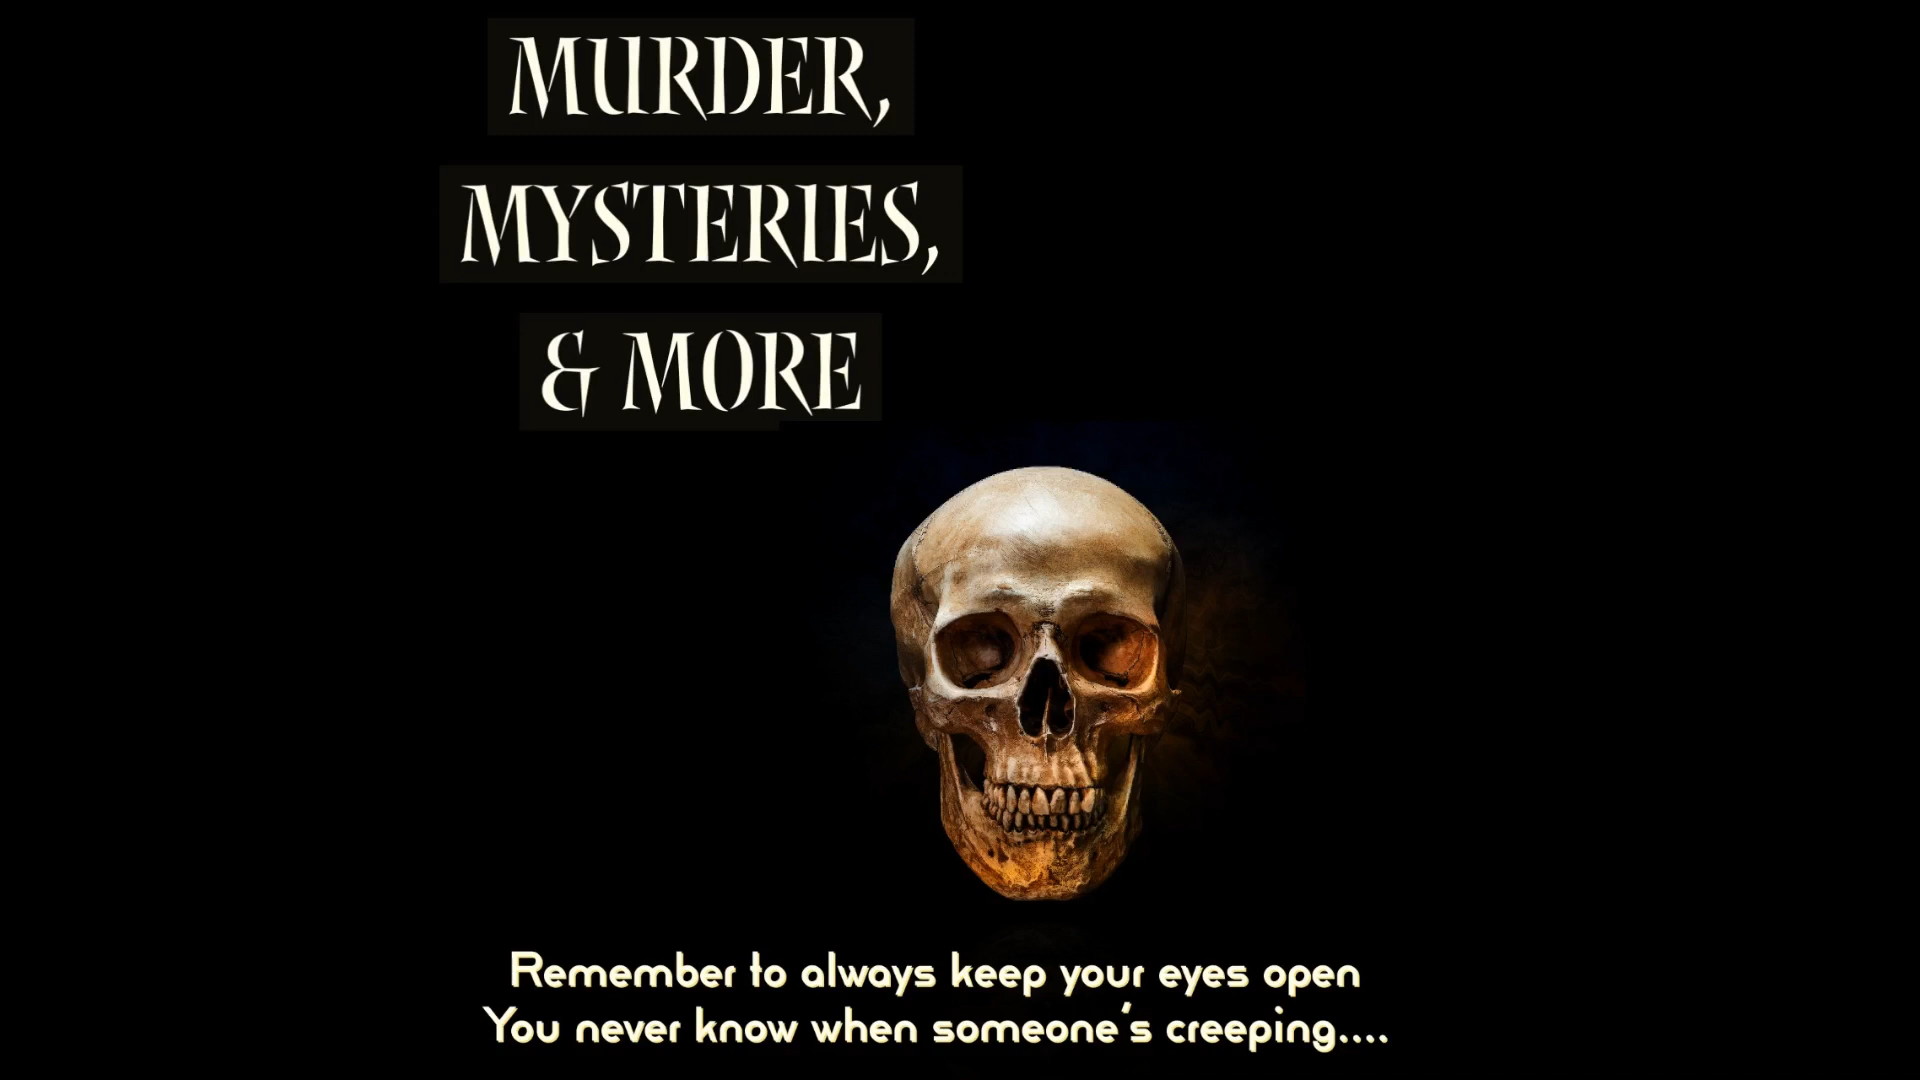 MURDER,
MYSTERIES,
& MORE
Remember to always keep your eyes open
You never know when someone's creeping....